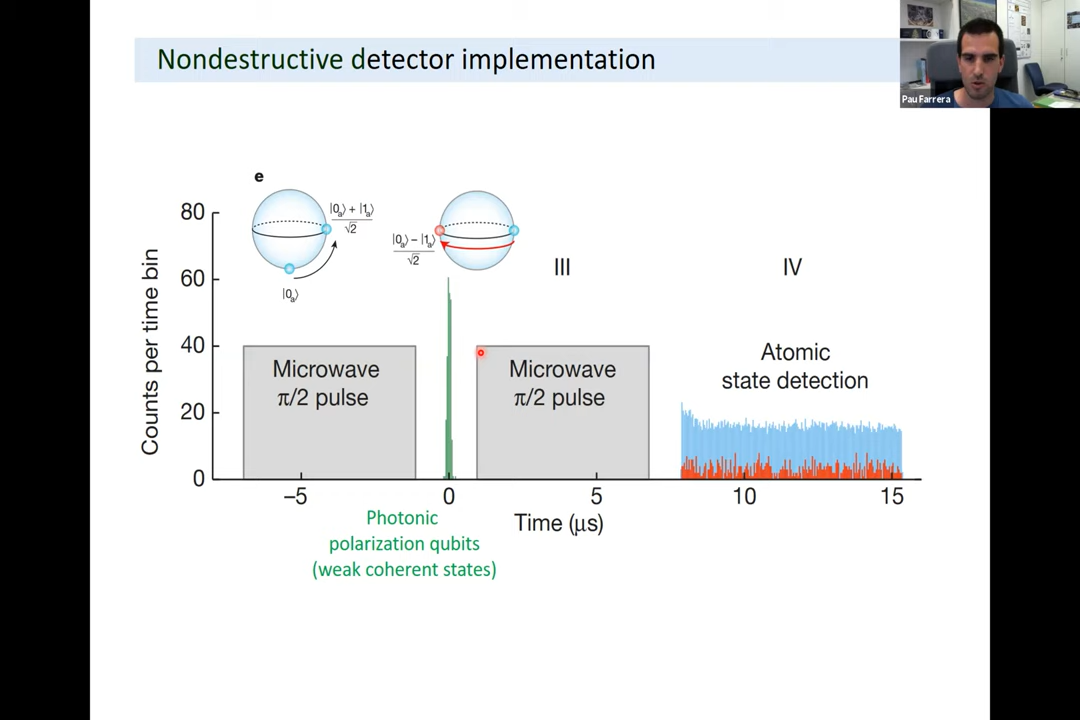 Nondestructive detector implementation
Pau Farrera
e
80
|0ₐ⟩ + |1ₐ⟩
√2
|0ₐ⟩ − |1ₐ⟩
√2
|0ₐ⟩
III
IV
60
Counts per time bin
40
Microwave
π/2 pulse
Microwave
π/2 pulse
Atomic
state detection
20
0
−5
0
5
10
15
Time (μs)
Photonic
polarization qubits
(weak coherent states)